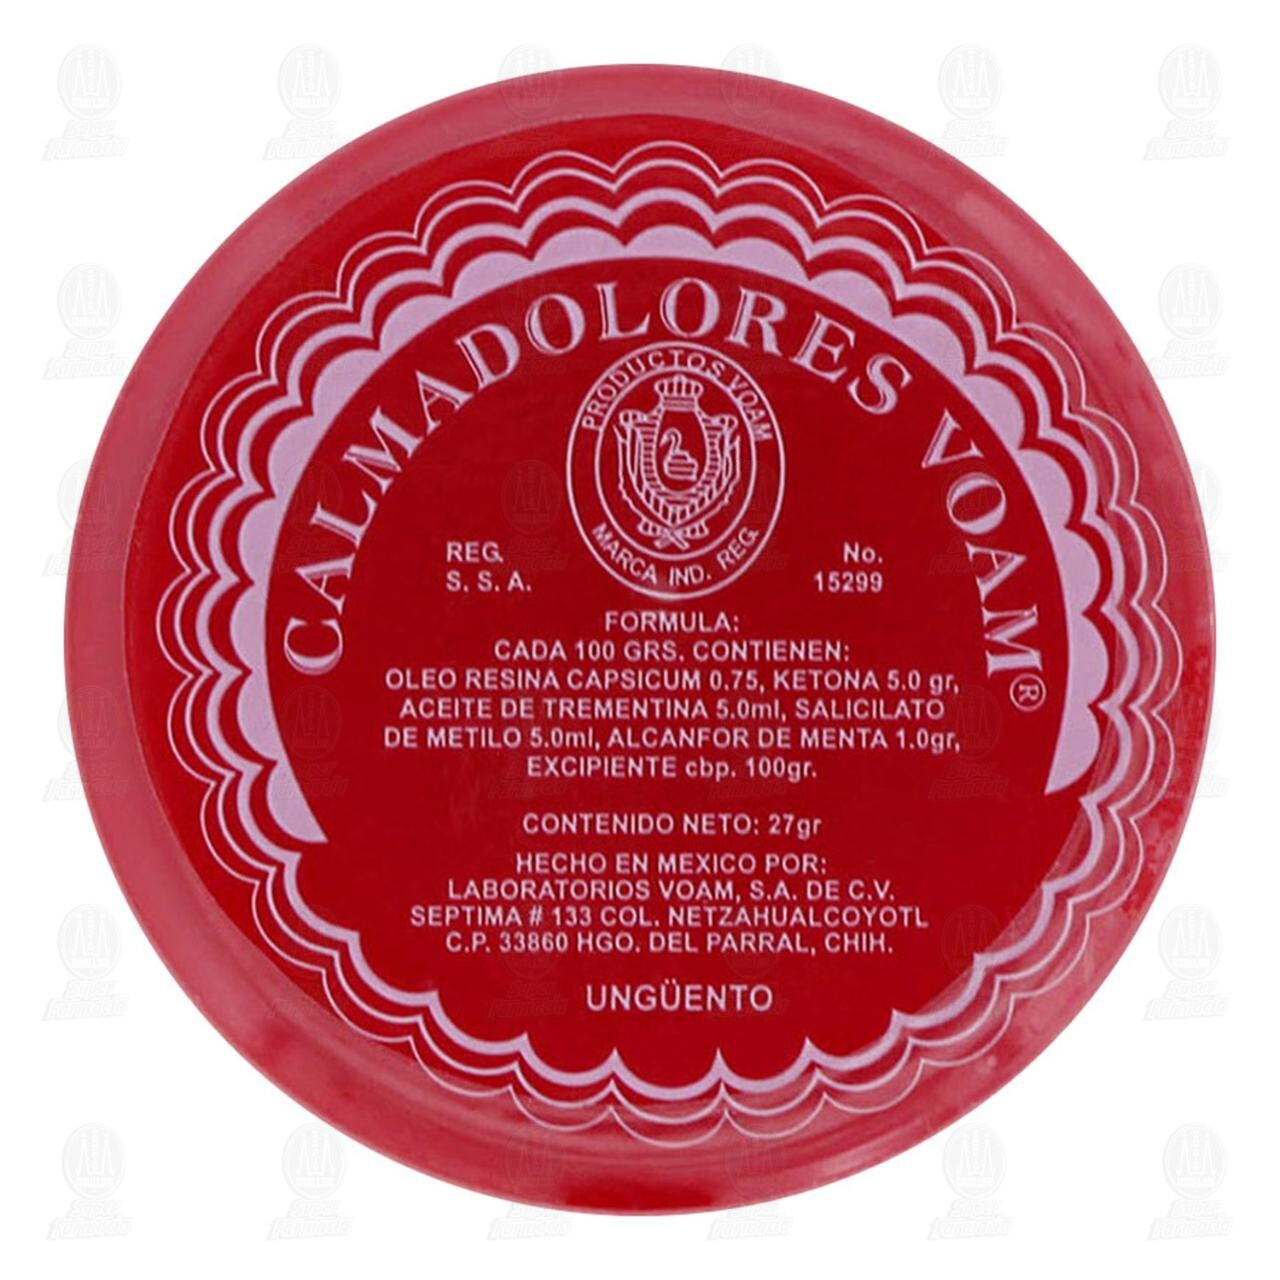 CALMADOLORES VOAM®
PRODUCTOS VOAM
MARCA IND. REG.
REG. No.
S. S. A. 15299
FORMULA:
CADA 100 GRS. CONTIENEN:
OLEO RESINA CAPSICUM 0.75, KETONA 5.0 gr,
ACEITE DE TREMENTINA 5.0ml, SALICILATO
DE METILO 5.0ml, ALCANFOR DE MENTA 1.0gr,
EXCIPIENTE cbp. 100gr.
CONTENIDO NETO: 27gr
HECHO EN MEXICO POR:
LABORATORIOS VOAM, S.A. DE C.V.
SEPTIMA # 133 COL. NETZAHUALCOYOTL
C.P. 33860 HGO. DEL PARRAL, CHIH.
UNGÜENTO